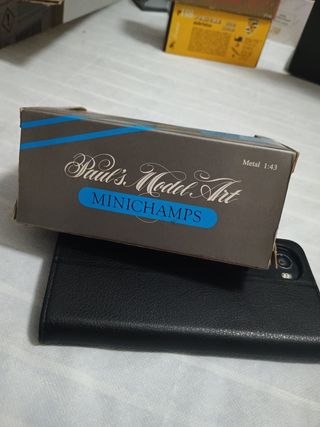 Metal 1:43
Paul's Model Art
MINICHAMPS